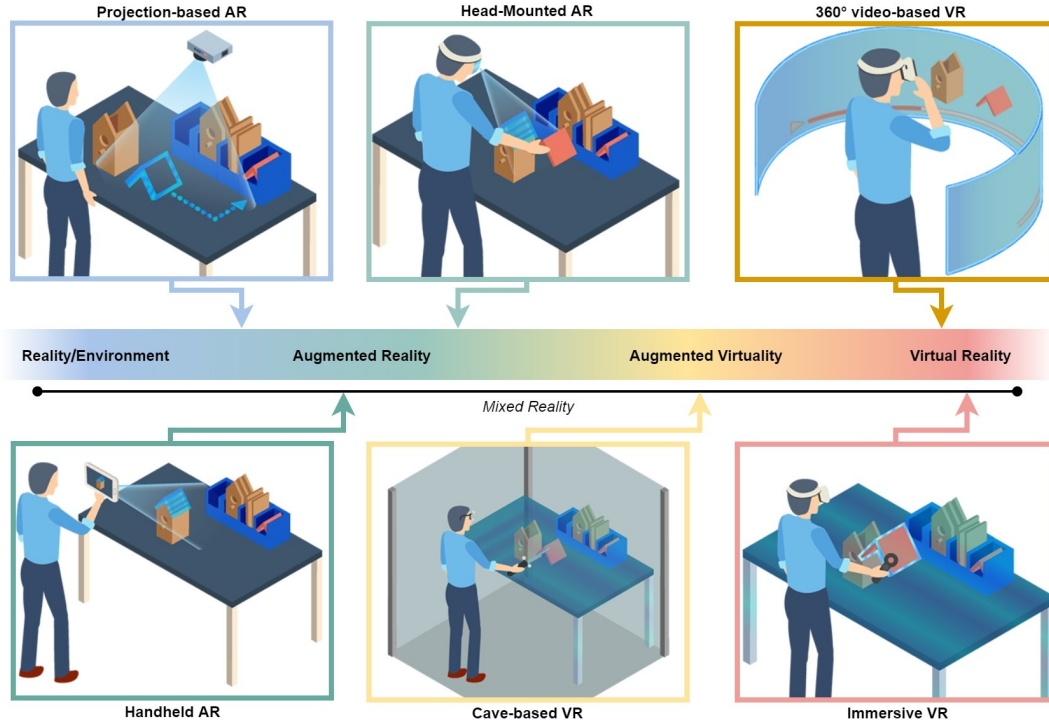 Projection-based AR
Head-Mounted AR
360° video-based VR
Reality/Environment
Augmented Reality
Augmented Virtuality
Virtual Reality
Mixed Reality
Handheld AR
Cave-based VR
Immersive VR